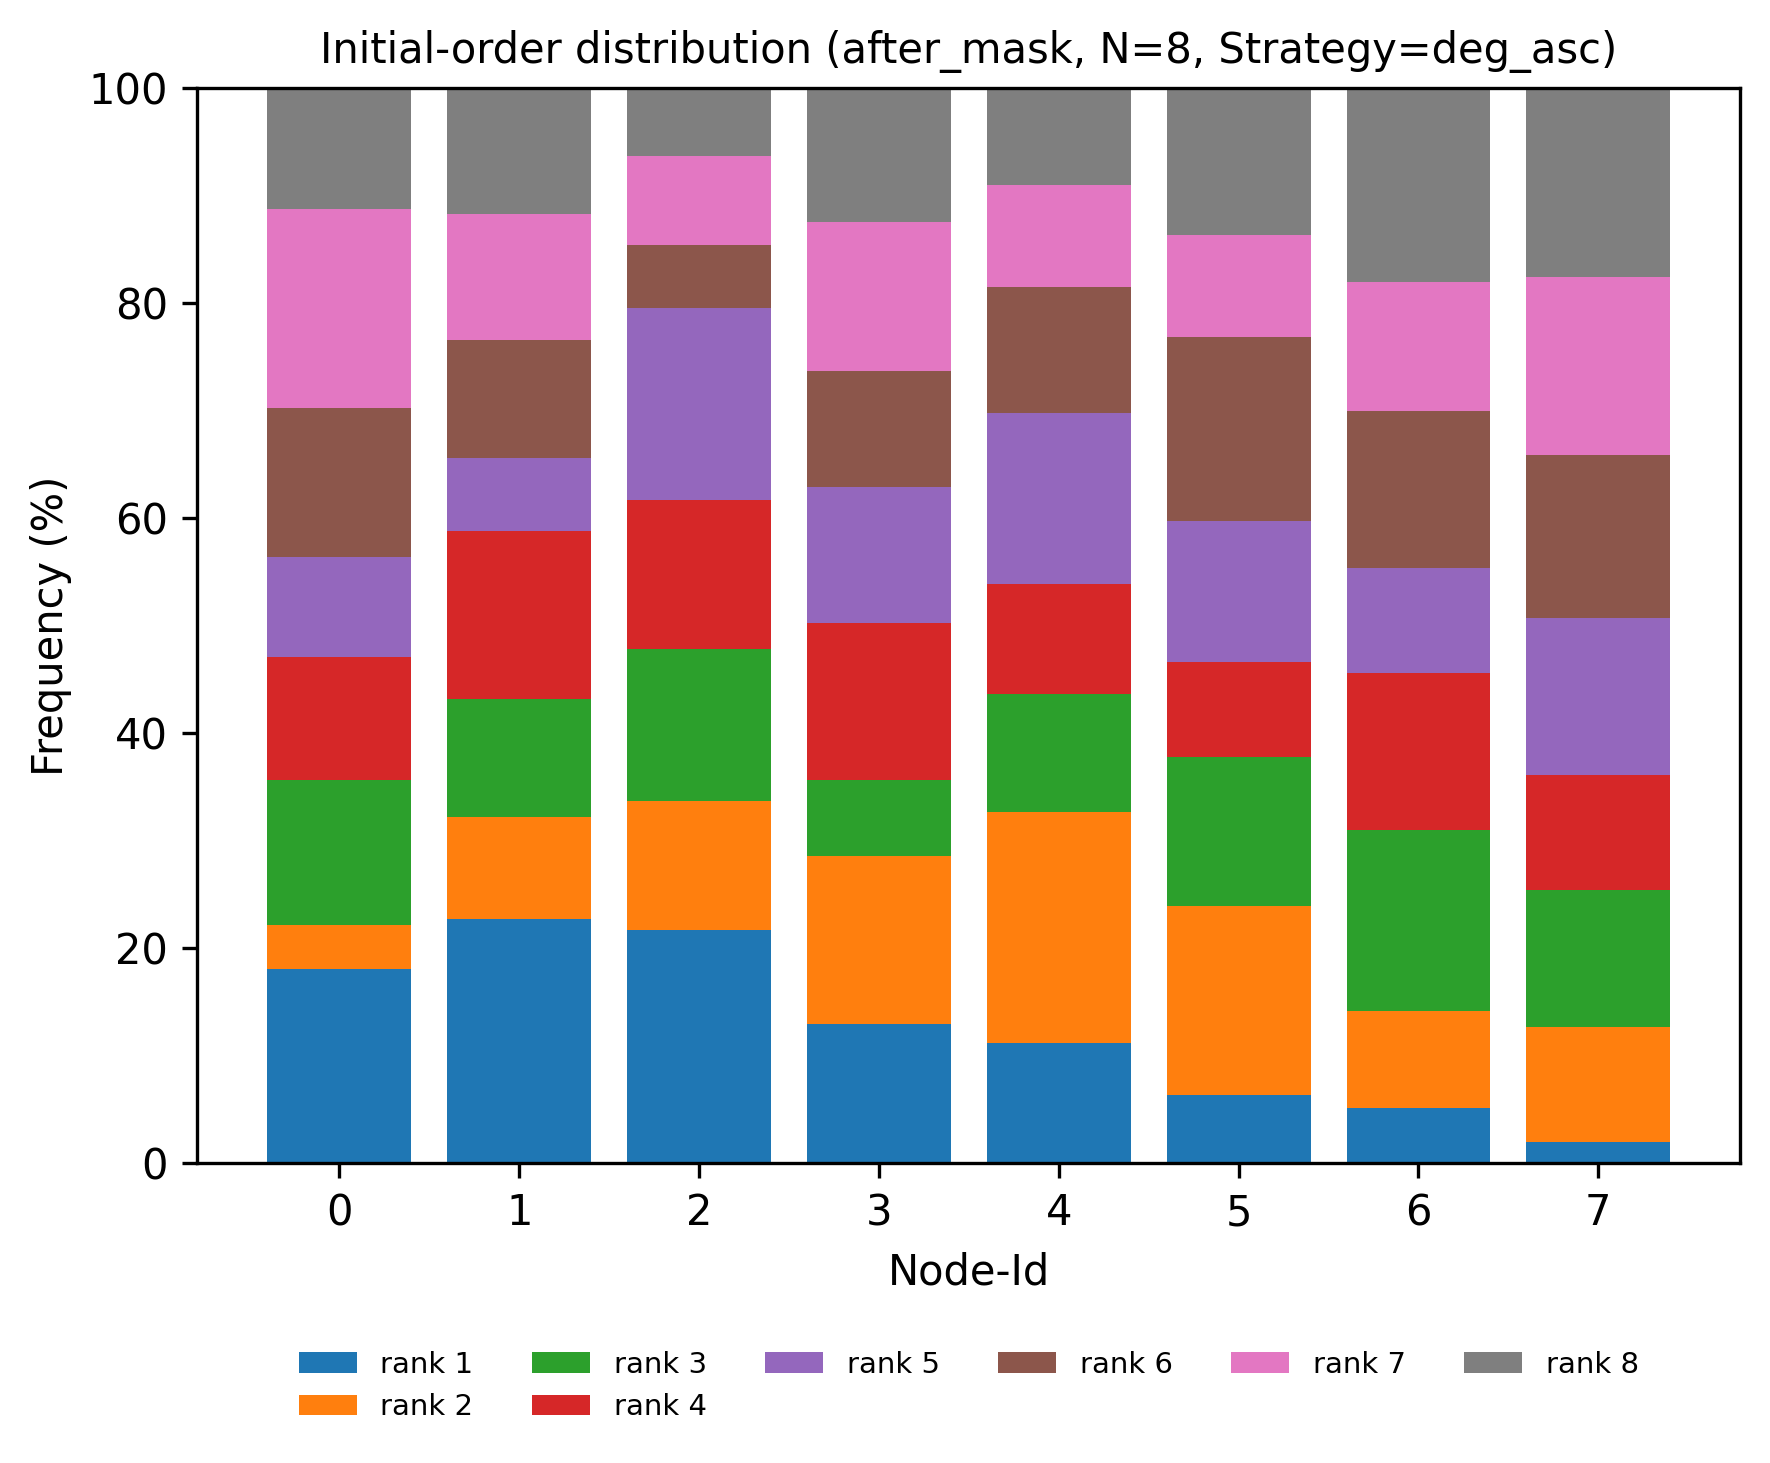 Initial-order distribution (after_mask, N=8, Strategy=deg_asc)
100
80
60
40
20
0
Frequency (%)
0 1 2 3 4 5 6 7
Node-Id
rank 1 rank 3 rank 5 rank 6 rank 7 rank 8
rank 2 rank 4